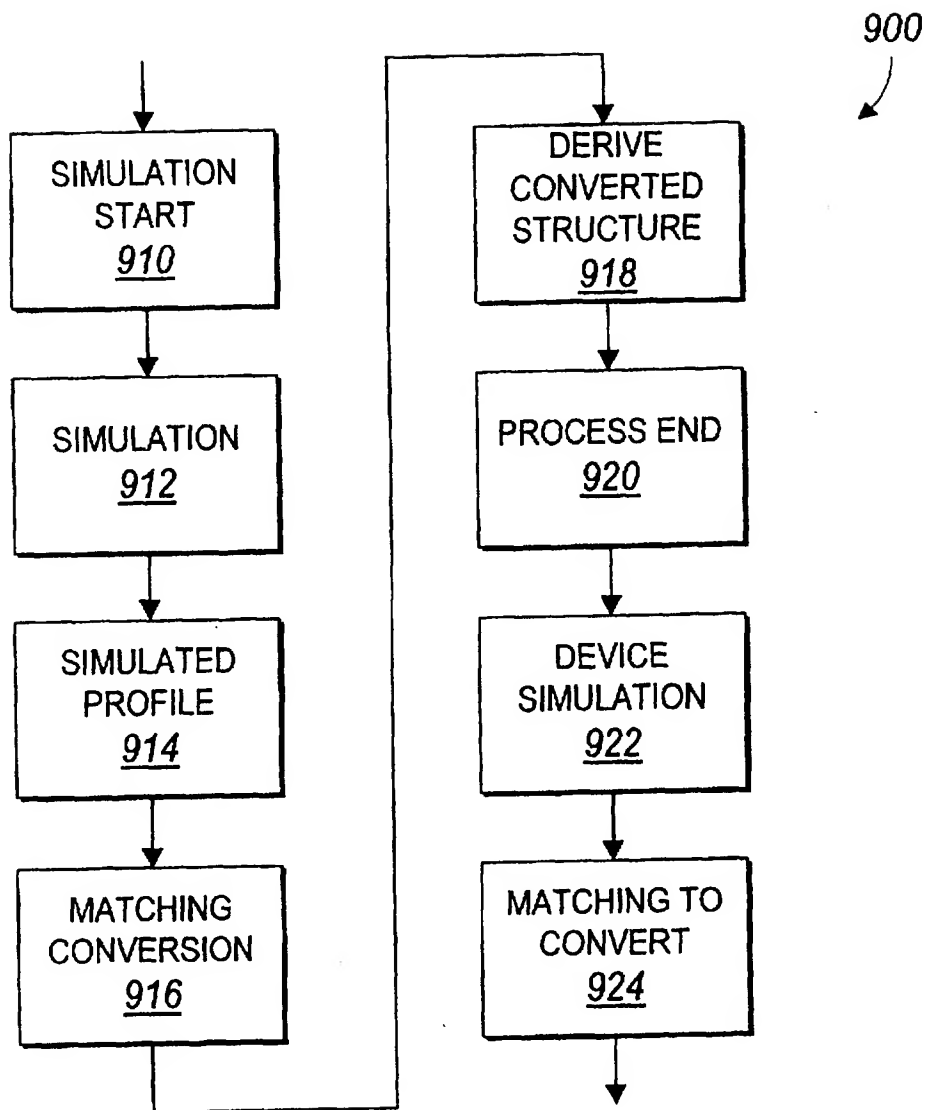 900
SIMULATION
START
910
SIMULATION
912
SIMULATED
PROFILE
914
MATCHING
CONVERSION
916
DERIVE
CONVERTED
STRUCTURE
918
PROCESS END
920
DEVICE
SIMULATION
922
MATCHING TO
CONVERT
924